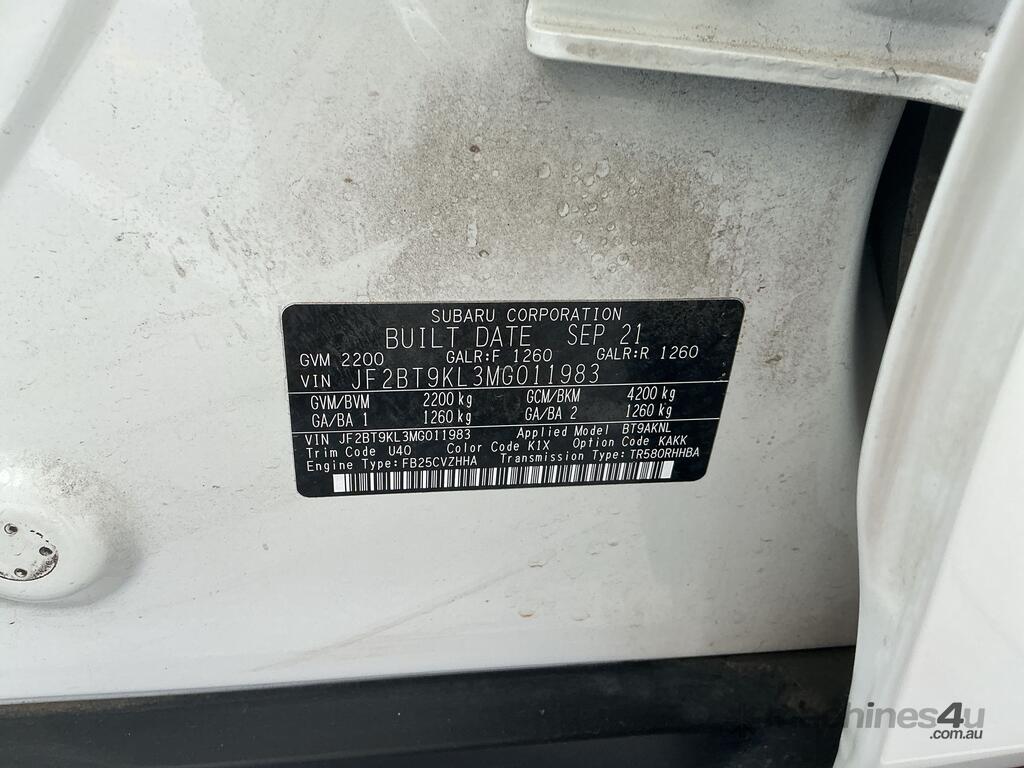 SUBARU CORPORATION
BUILT DATE SEP 21
GVM 2200 GALR:F 1260 GALR:R 1260
VIN JF2BT9KL3MG011983
GVM/BVM 2200 kg GCM/BKM 4200 kg
GA/BA 1 1260 kg GA/BA 2 1260 kg
VIN JF2BT9KL3MG011983 Applied Model BT9AKNL
Trim Code U40 Color Code K1X Option Code KAKK
Engine Type:FB25CVZHHA Transmission Type:TR580RHHBA
machines4u
.com.au